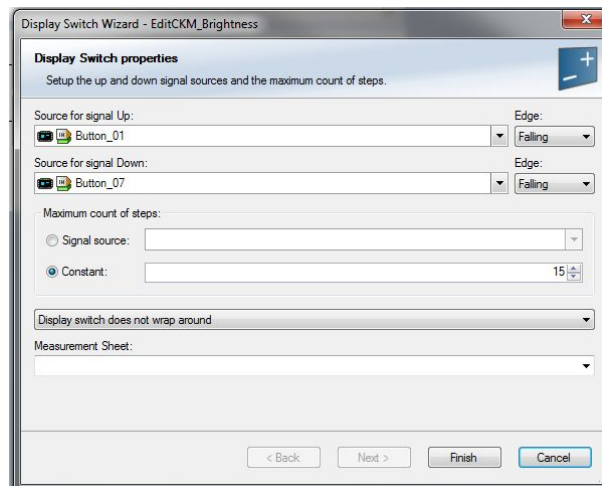 Display Switch Wizard - EditCKM_Brightness
Display Switch properties
Setup the up and down signal sources and the maximum count of steps.
Source for signal Up:
Edge:
Button_01
Falling
Source for signal Down:
Edge:
Button_07
Falling
Maximum count of steps:
Signal source:
Constant:
15
Display switch does not wrap around
Measurement Sheet:
< Back
Next >
Finish
Cancel